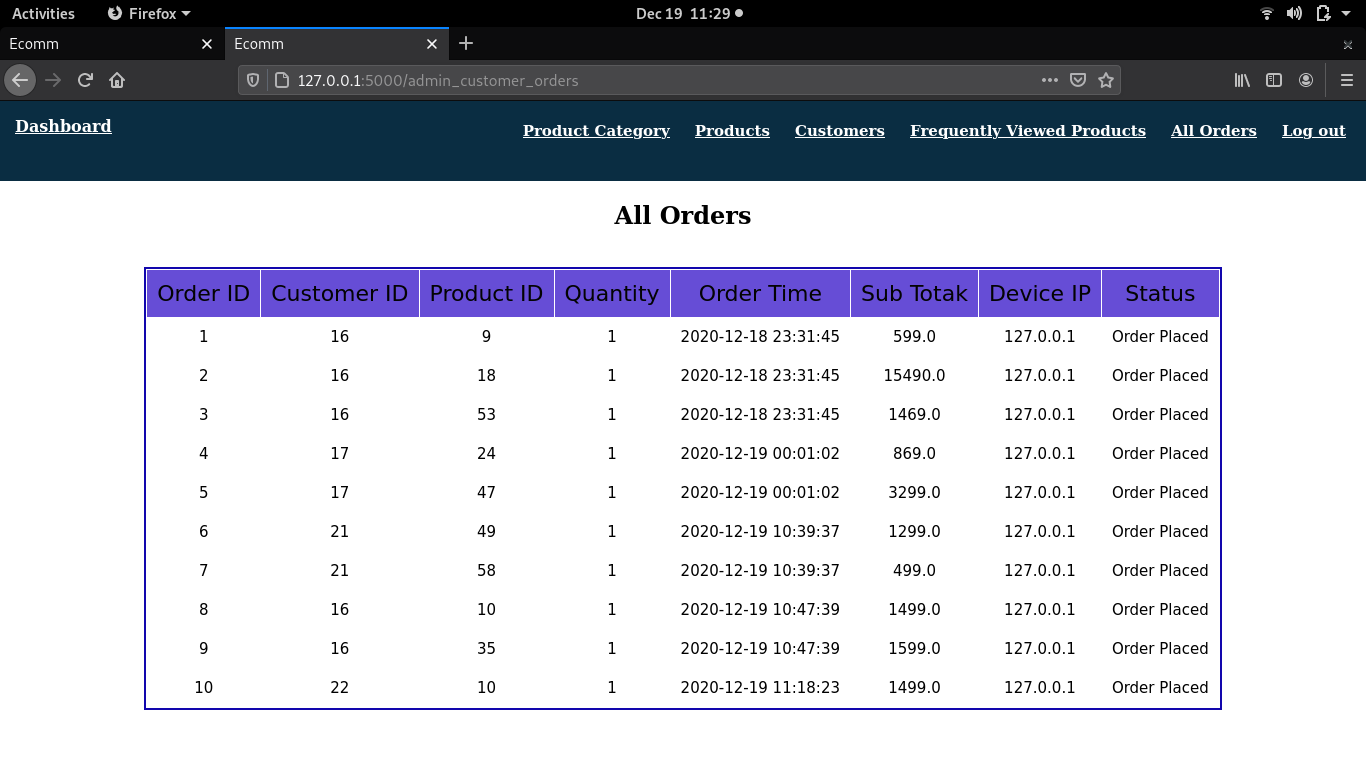 Activities Firefox Dec 19 11:29
Ecomm Ecomm
127.0.0.1:5000/admin_customer_orders
Dashboard Product Category Products Customers Frequently Viewed Products All Orders Log out
All Orders
Order ID Customer ID Product ID Quantity Order Time Sub Totak Device IP Status
1 16 9 1 2020-12-18 23:31:45 599.0 127.0.0.1 Order Placed
2 16 18 1 2020-12-18 23:31:45 15490.0 127.0.0.1 Order Placed
3 16 53 1 2020-12-18 23:31:45 1469.0 127.0.0.1 Order Placed
4 17 24 1 2020-12-19 00:01:02 869.0 127.0.0.1 Order Placed
5 17 47 1 2020-12-19 00:01:02 3299.0 127.0.0.1 Order Placed
6 21 49 1 2020-12-19 10:39:37 1299.0 127.0.0.1 Order Placed
7 21 58 1 2020-12-19 10:39:37 499.0 127.0.0.1 Order Placed
8 16 10 1 2020-12-19 10:47:39 1499.0 127.0.0.1 Order Placed
9 16 35 1 2020-12-19 10:47:39 1599.0 127.0.0.1 Order Placed
10 22 10 1 2020-12-19 11:18:23 1499.0 127.0.0.1 Order Placed